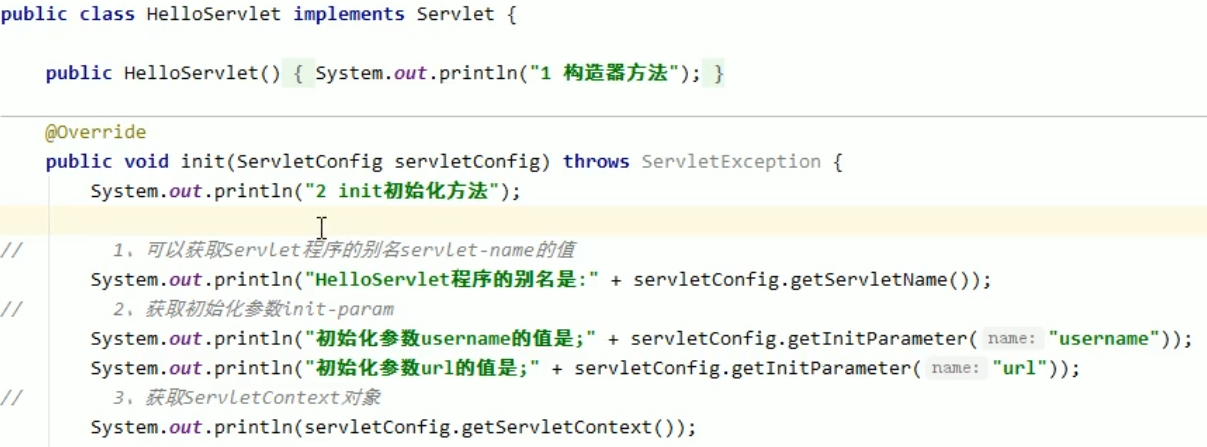 public class HelloServlet implements Servlet {
public HelloServlet() { System.out.println("1 构造器方法"); }
@Override
public void init(ServletConfig servletConfig) throws ServletException {
System.out.println("2 init初始化方法");
// 1、可以获取Servlet程序的别名servlet-name的值
System.out.println("HelloServlet程序的别名是:" + servletConfig.getServletName());
// 2、获取初始化参数init-param
System.out.println("初始化参数username的值是;" + servletConfig.getInitParameter( name: "username"));
System.out.println("初始化参数url的值是;" + servletConfig.getInitParameter( name: "url"));
// 3、获取ServletContext对象
System.out.println(servletConfig.getServletContext());